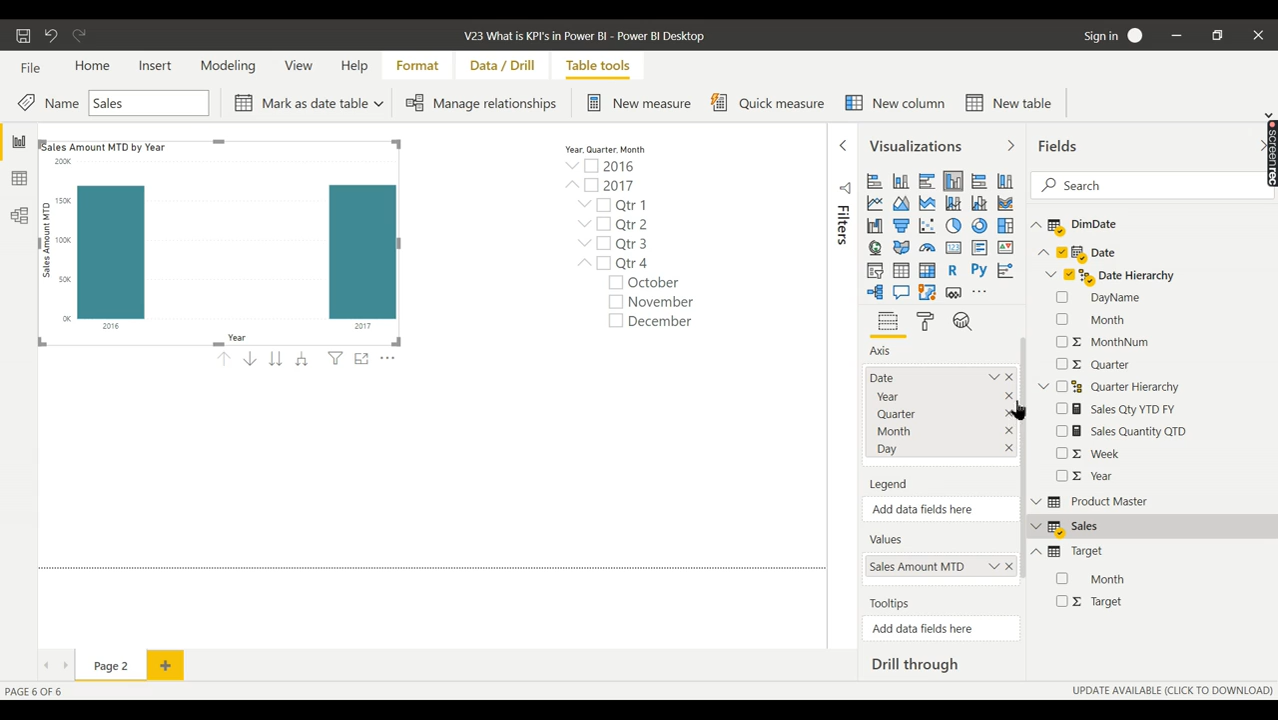 V23 What is KPI's in Power BI - Power BI Desktop
Sign in
File Home Insert Modeling View Help Format Data / Drill Table tools
Name Sales Mark as date table Manage relationships New measure Quick measure New column New table
Sales Amount MTD by Year
200K
150K
100K
50K
0K
Sales Amount MTD
2016 2017
Year
Year, Quarter, Month
2016
2017
Qtr 1
Qtr 2
Qtr 3
Qtr 4
October
November
December
Filters
Visualizations
R Py
123
Axis
Date
Year
Quarter
Month
Day
Legend
Add data fields here
Values
Sales Amount MTD
Tooltips
Add data fields here
Drill through
Fields
Search
DimDate
Date
Date Hierarchy
DayName
Month
Σ MonthNum
Σ Quarter
Quarter Hierarchy
Sales Qty YTD FY
Sales Quantity QTD
Σ Week
Σ Year
Product Master
Sales
Target
Month
Σ Target
screenrec
Page 2
PAGE 6 OF 6
UPDATE AVAILABLE (CLICK TO DOWNLOAD)